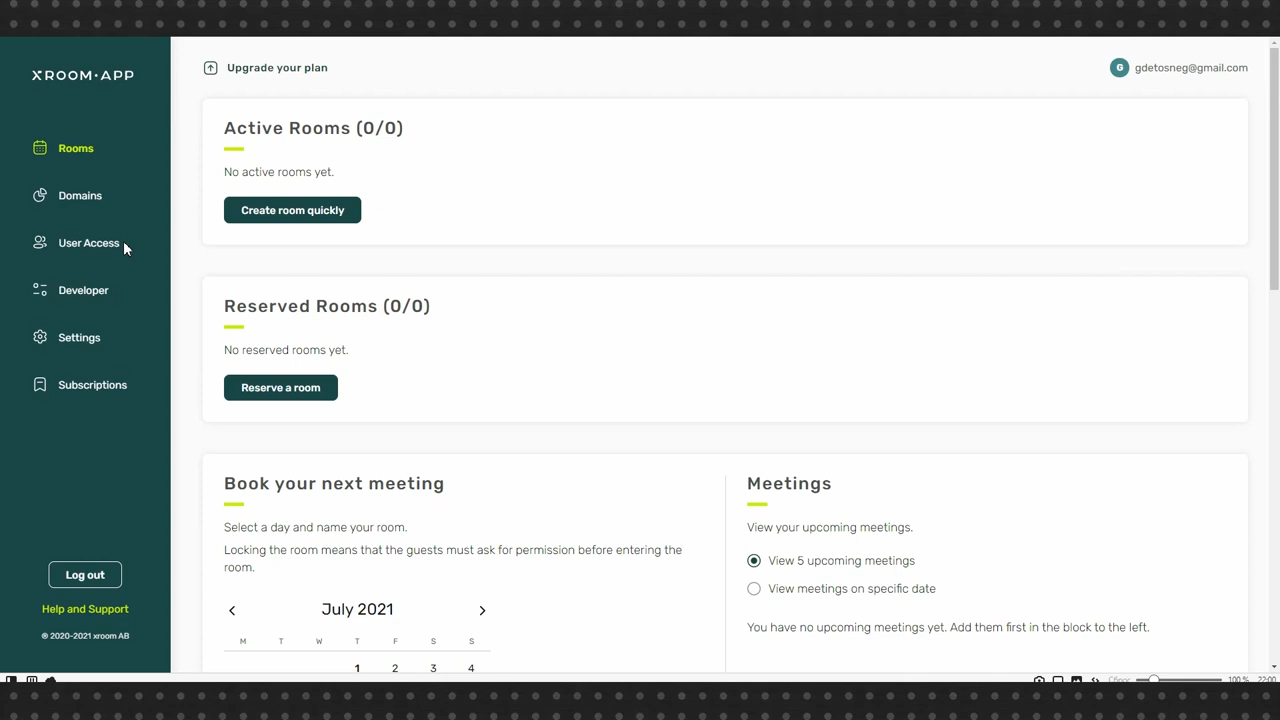 XROOM·APP
Upgrade your plan
G gdetosneg@gmail.com
Rooms
Domains
User Access
Developer
Settings
Subscriptions
Log out
Help and Support
© 2020-2021 xroom AB
Active Rooms (0/0)
No active rooms yet.
Create room quickly
Reserved Rooms (0/0)
No reserved rooms yet.
Reserve a room
Book your next meeting
Select a day and name your room.
Locking the room means that the guests must ask for permission before entering the
room.
July 2021
M T W T F S S
1 2 3 4
Meetings
View your upcoming meetings.
View 5 upcoming meetings
View meetings on specific date
You have no upcoming meetings yet. Add them first in the block to the left.
Сброс 100 % 22:00